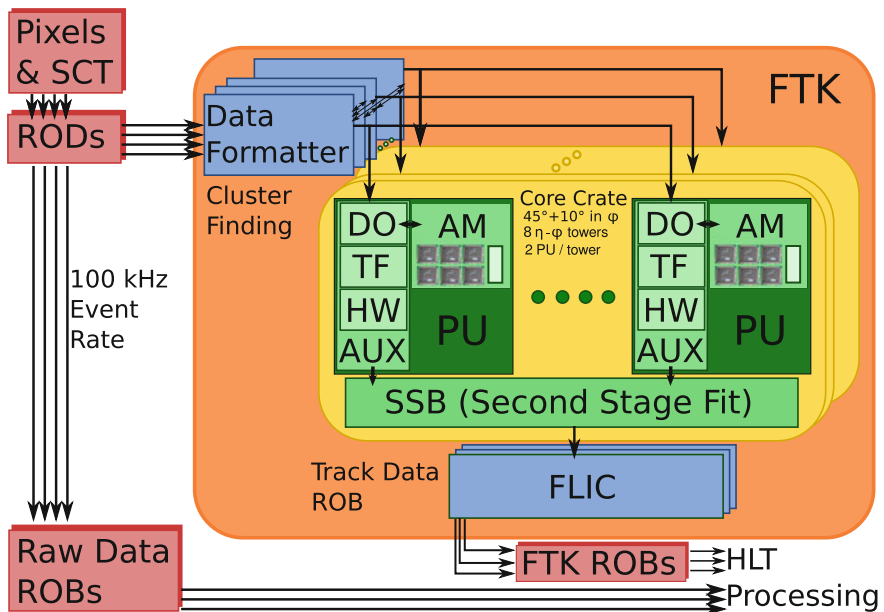 Pixels
& SCT
RODs
FTK
Data
Formatter
Cluster
Finding
Core Crate
45°+10° in φ
8 η-φ towers
2 PU / tower
DO
AM
TF
HW
AUX
PU
DO
AM
TF
HW
AUX
PU
100 kHz
Event
Rate
SSB (Second Stage Fit)
Track Data
ROB
FLIC
Raw Data
ROBs
FTK ROBs
HLT
Processing